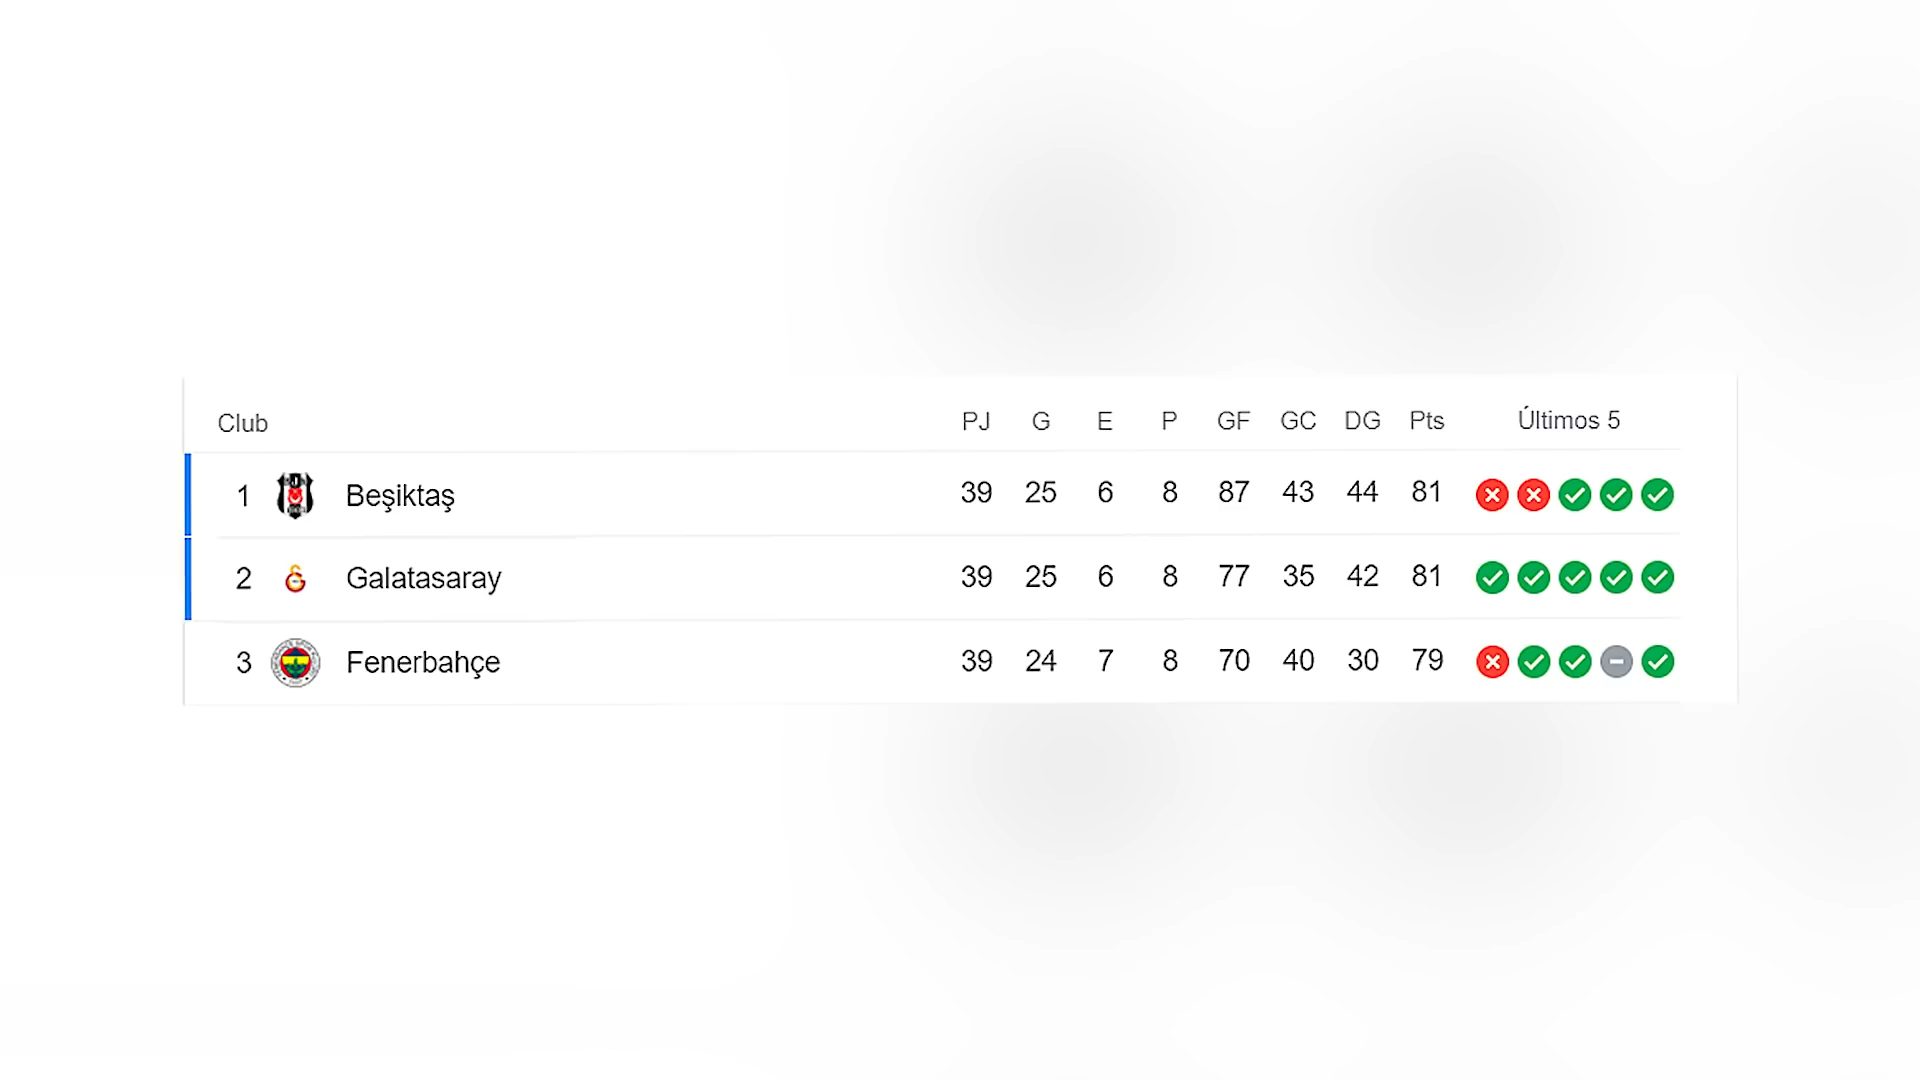 Club PJ G E P GF GC DG Pts Últimos 5
1 Beşiktaş 39 25 6 8 87 43 44 81
2 Galatasaray 39 25 6 8 77 35 42 81
3 Fenerbahçe 39 24 7 8 70 40 30 79